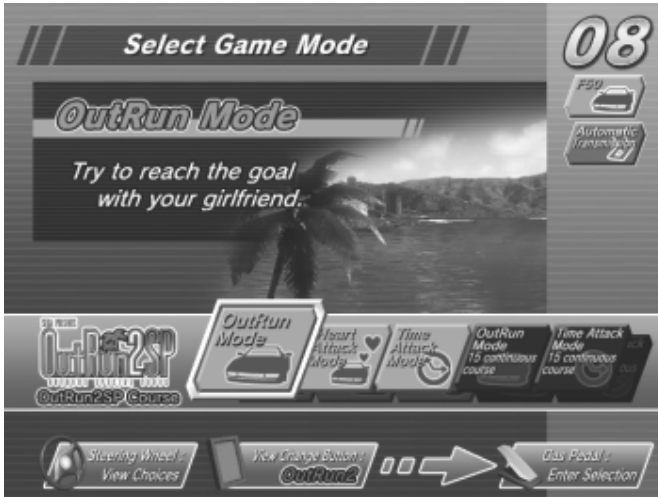 Select Game Mode
08
F50
Automatic
Transmission
OutRun Mode
Try to reach the goal
with your girlfriend.
OutRun
Mode
Heart
Attack
Mode
Time
Attack
Mode
OutRun
Mode
15 continuous
course
Time Attack
Mode
15 continuous
course
OutRun2SP
OutRun2SP Course
Steering Wheel :
View Choices
View Change Button :
OutRun2
Gas Pedal :
Enter Selection